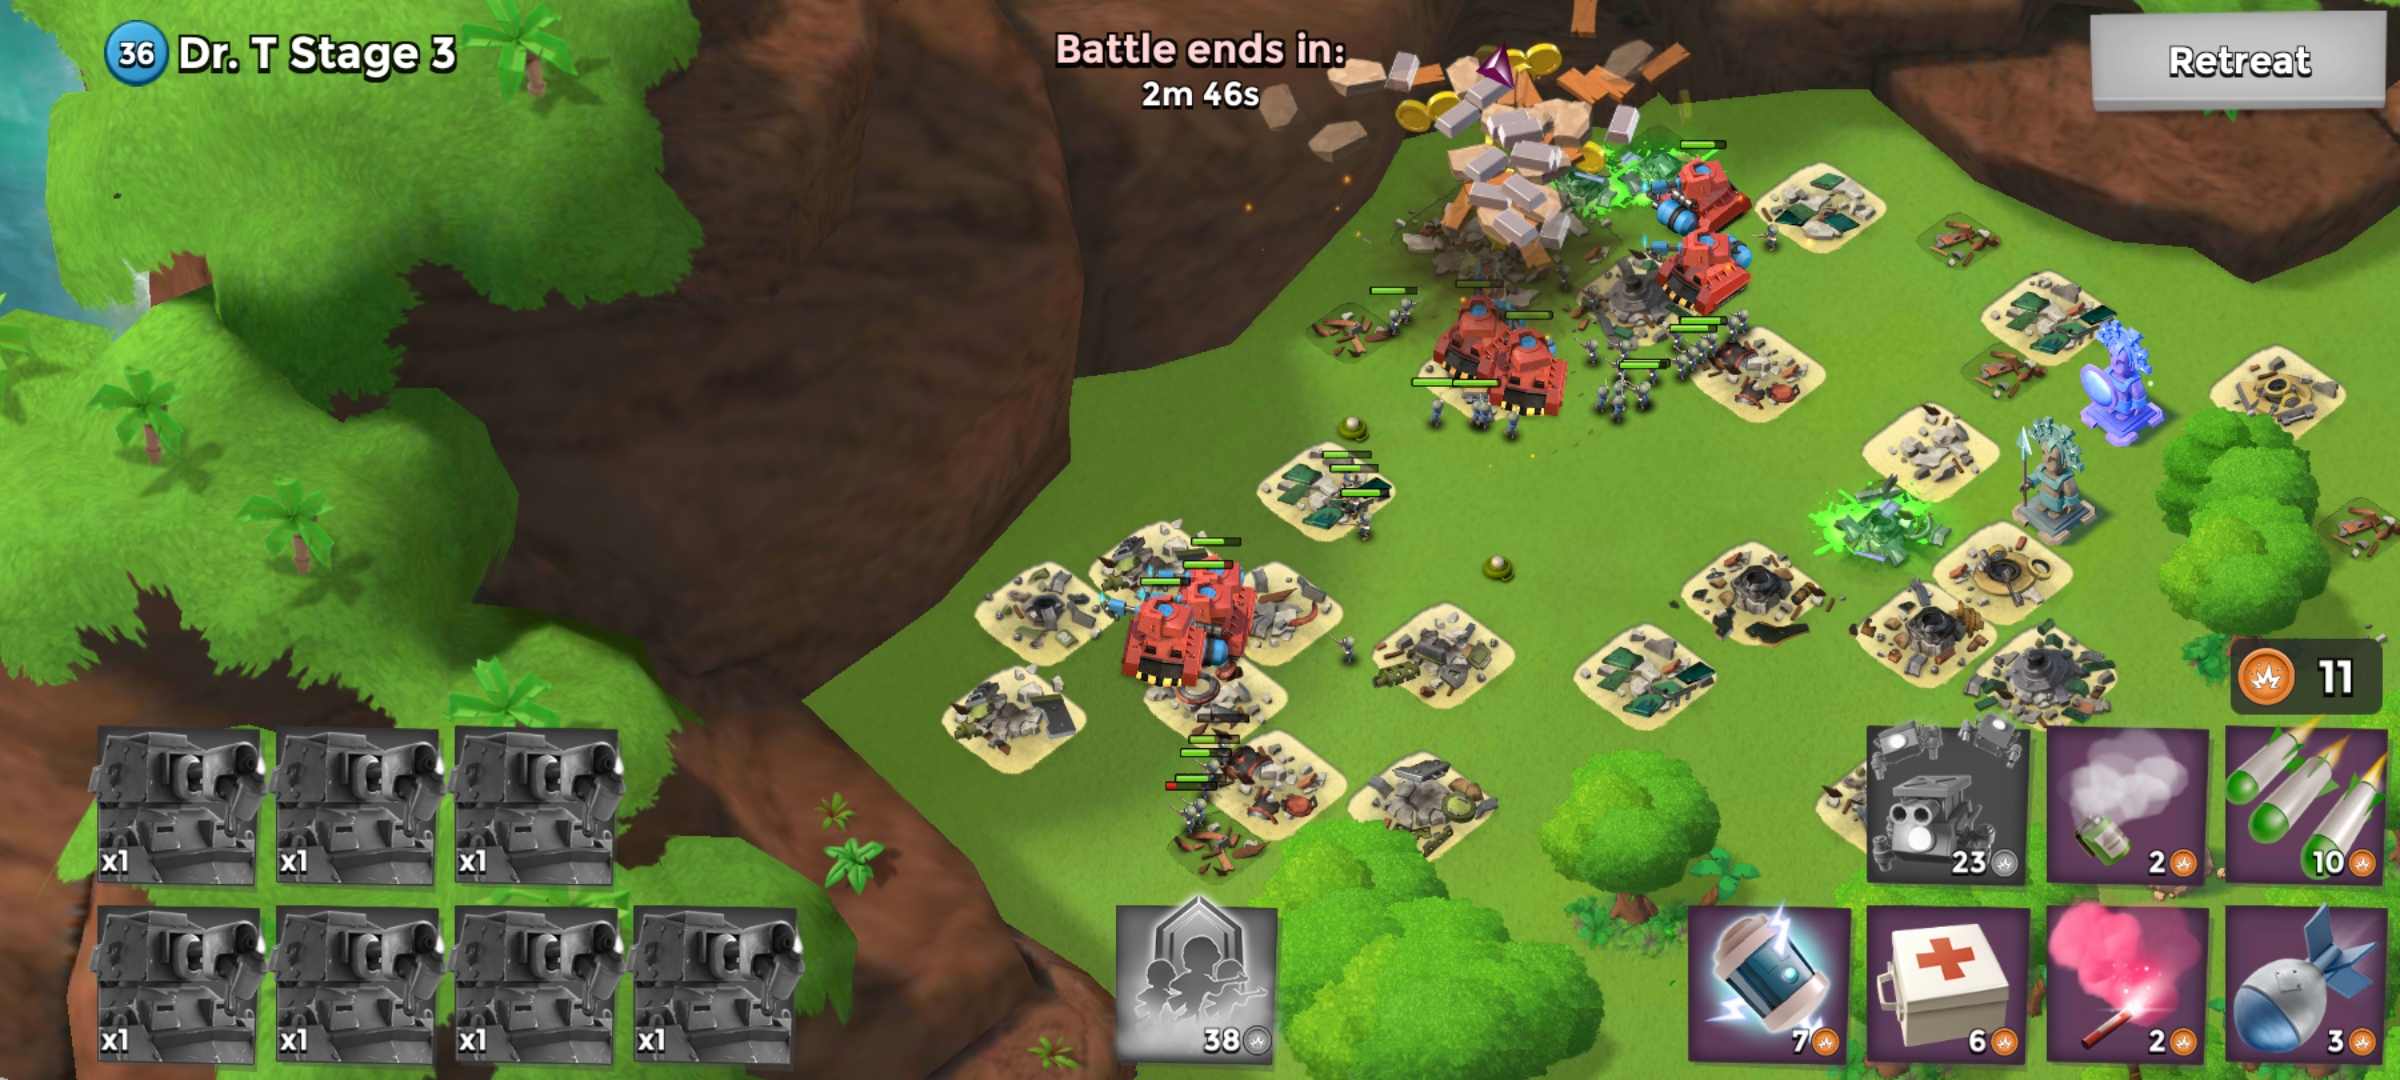 36 Dr. T Stage 3
Battle ends in:
2m 46s
Retreat
11
x1
x1
x1
23
2
10
x1
x1
x1
x1
38
7
6
2
3